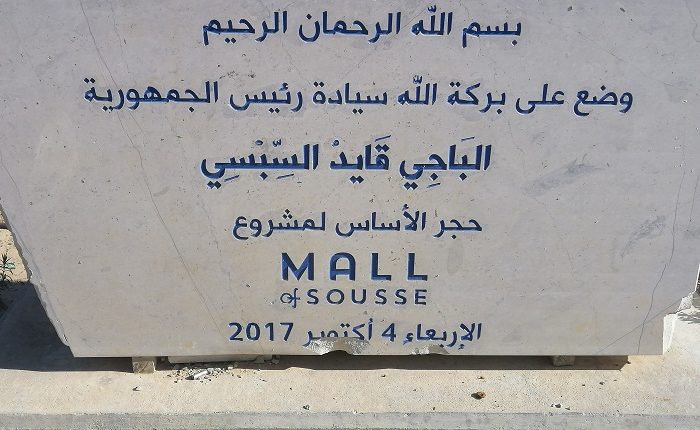 بسم الله الرحمان الرحيم
وضع على بركة الله سيادة رئيس الجمهورية
البَاجِي قَايدْ السِّبْسِي
حجر الأساس لمشروع
MALL
of SOUSSE
الإربعاء 4 أكتوبر 2017